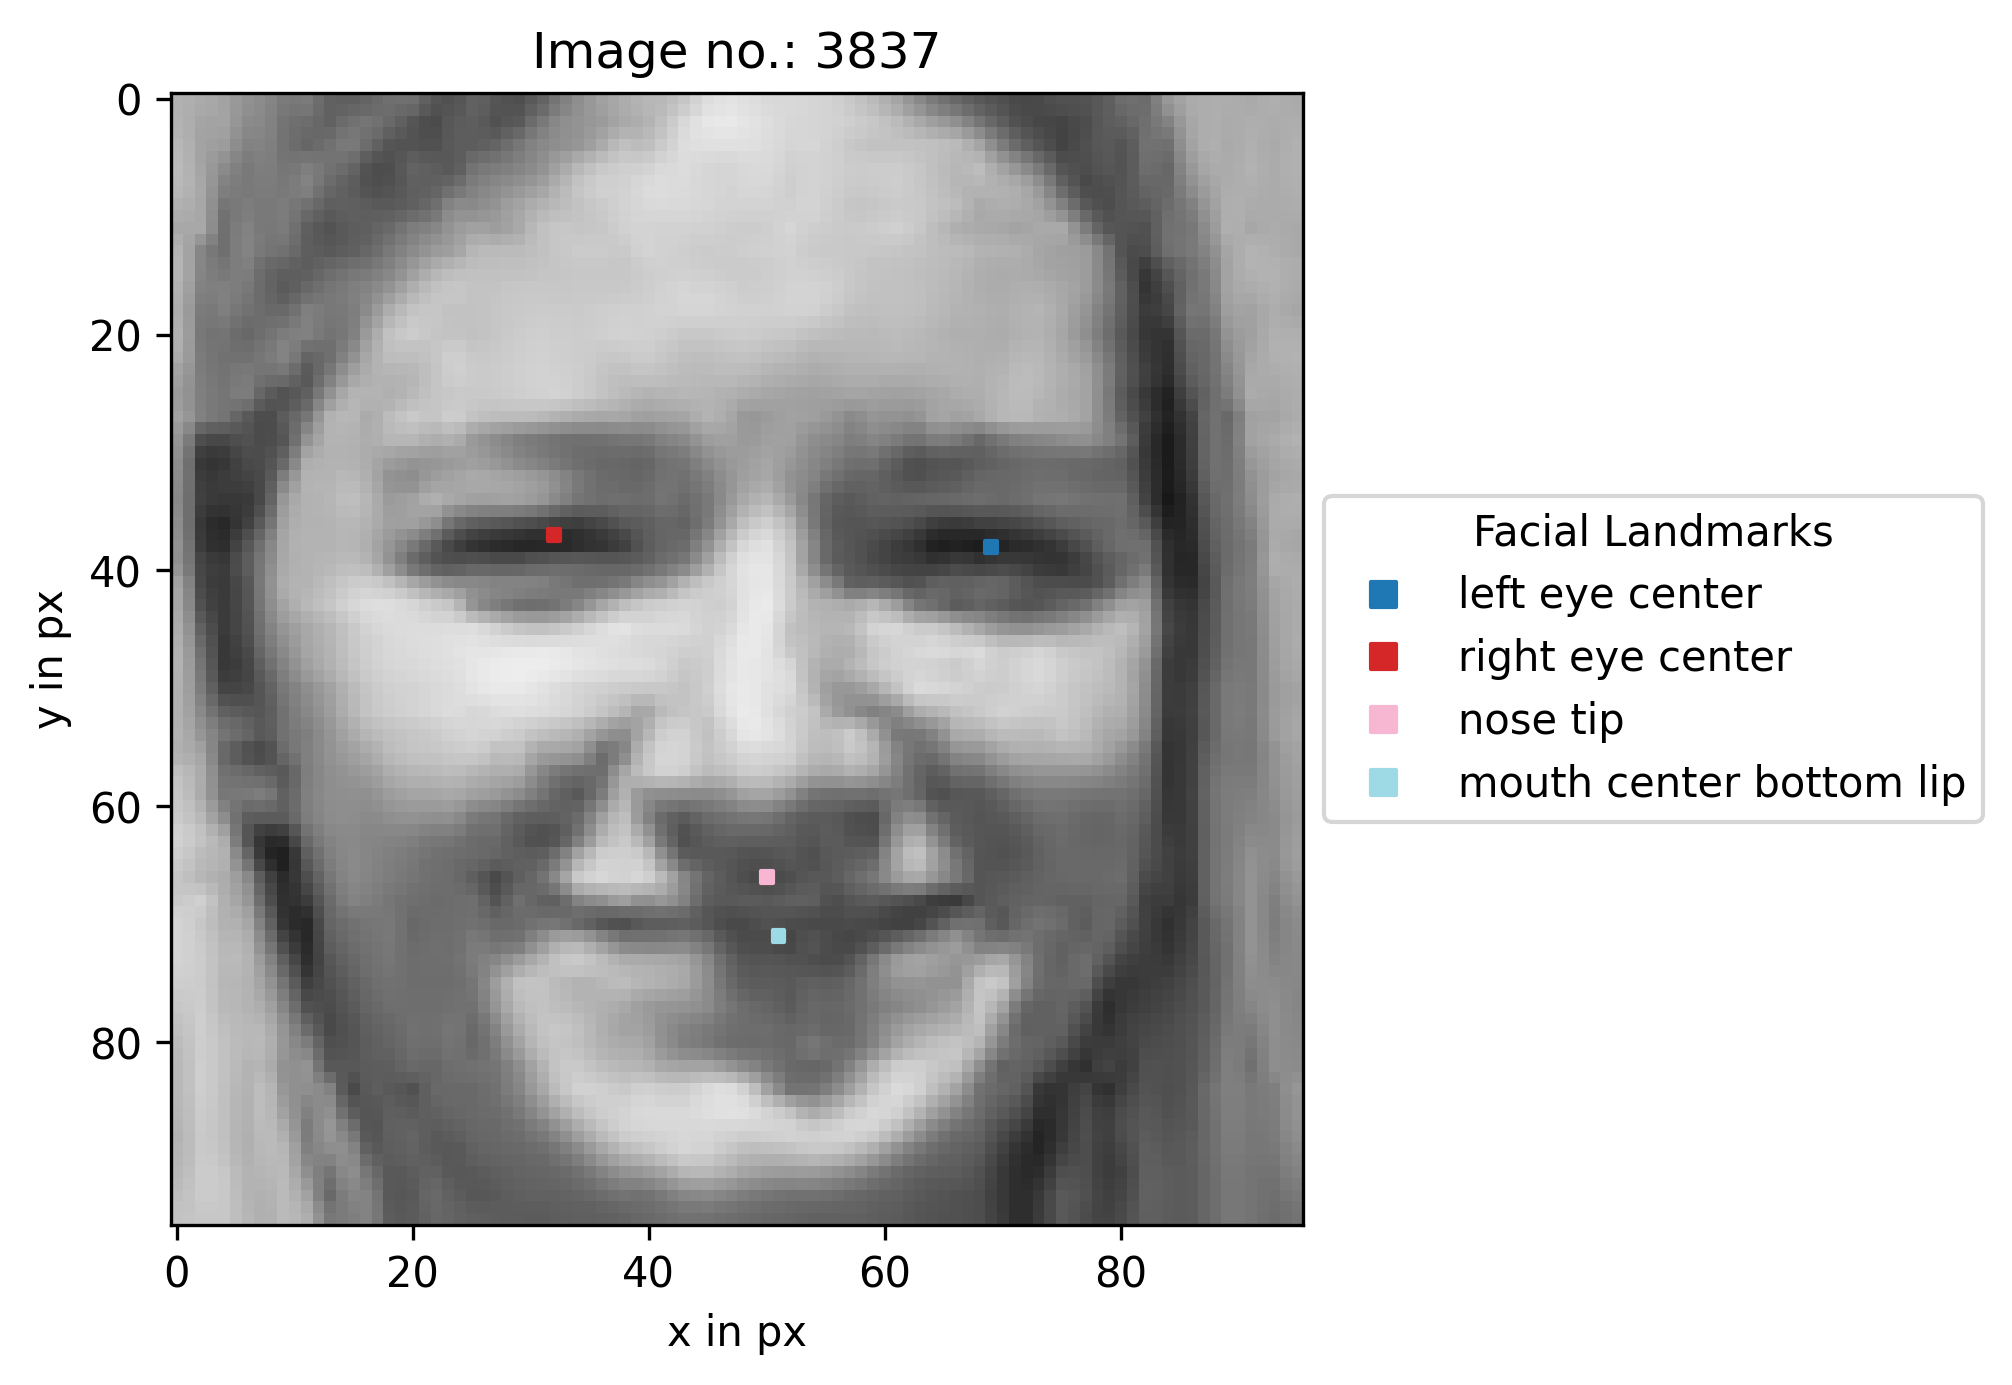 Image no.: 3837
0
20
40
60
80
y in px
0 20 40 60 80
x in px
Facial Landmarks
left eye center
right eye center
nose tip
mouth center bottom lip